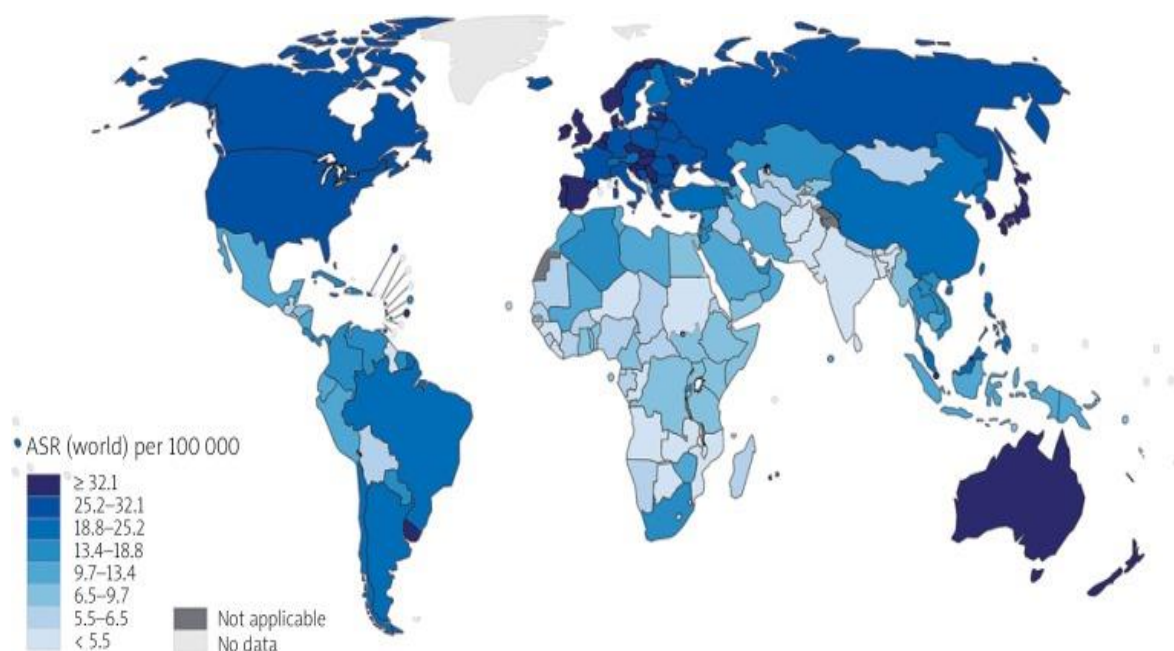 ASR (world) per 100 000
≥ 32.1
25.2–32.1
18.8–25.2
13.4–18.8
9.7–13.4
6.5–9.7
5.5–6.5
< 5.5
Not applicable
No data